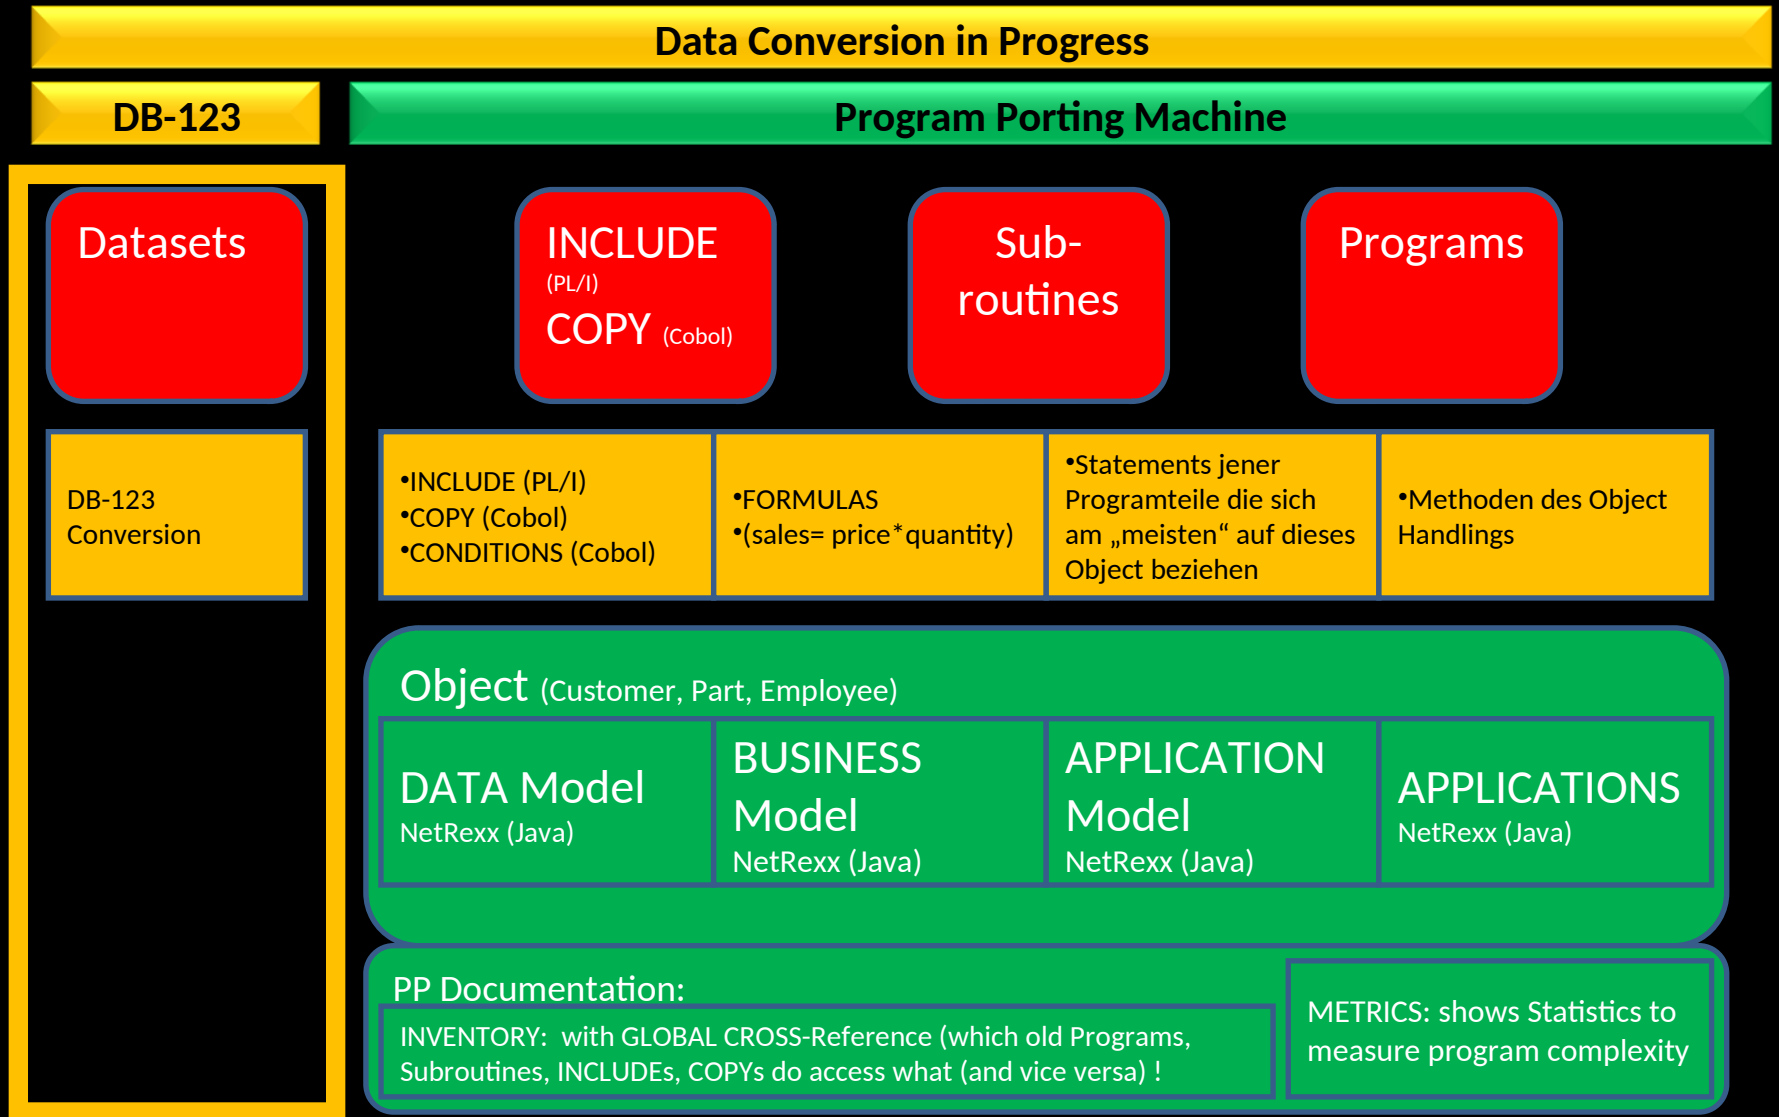 Data Conversion in Progress
DB-123
Program Porting Machine
Datasets
INCLUDE
(PL/I)
COPY (Cobol)
Sub-
routines
Programs
DB-123
Conversion
•INCLUDE (PL/I)
•COPY (Cobol)
•CONDITIONS (Cobol)
•FORMULAS
•(sales= price*quantity)
•Statements jener
Programteile die sich
am „meisten“ auf dieses
Object beziehen
•Methoden des Object
Handlings
Object (Customer, Part, Employee)
DATA Model
NetRexx (Java)
BUSINESS
Model
NetRexx (Java)
APPLICATION
Model
NetRexx (Java)
APPLICATIONS
NetRexx (Java)
PP Documentation:
INVENTORY:  with GLOBAL CROSS-Reference (which old Programs,
Subroutines, INCLUDEs, COPYs do access what (and vice versa) !
METRICS: shows Statistics to
measure program complexity